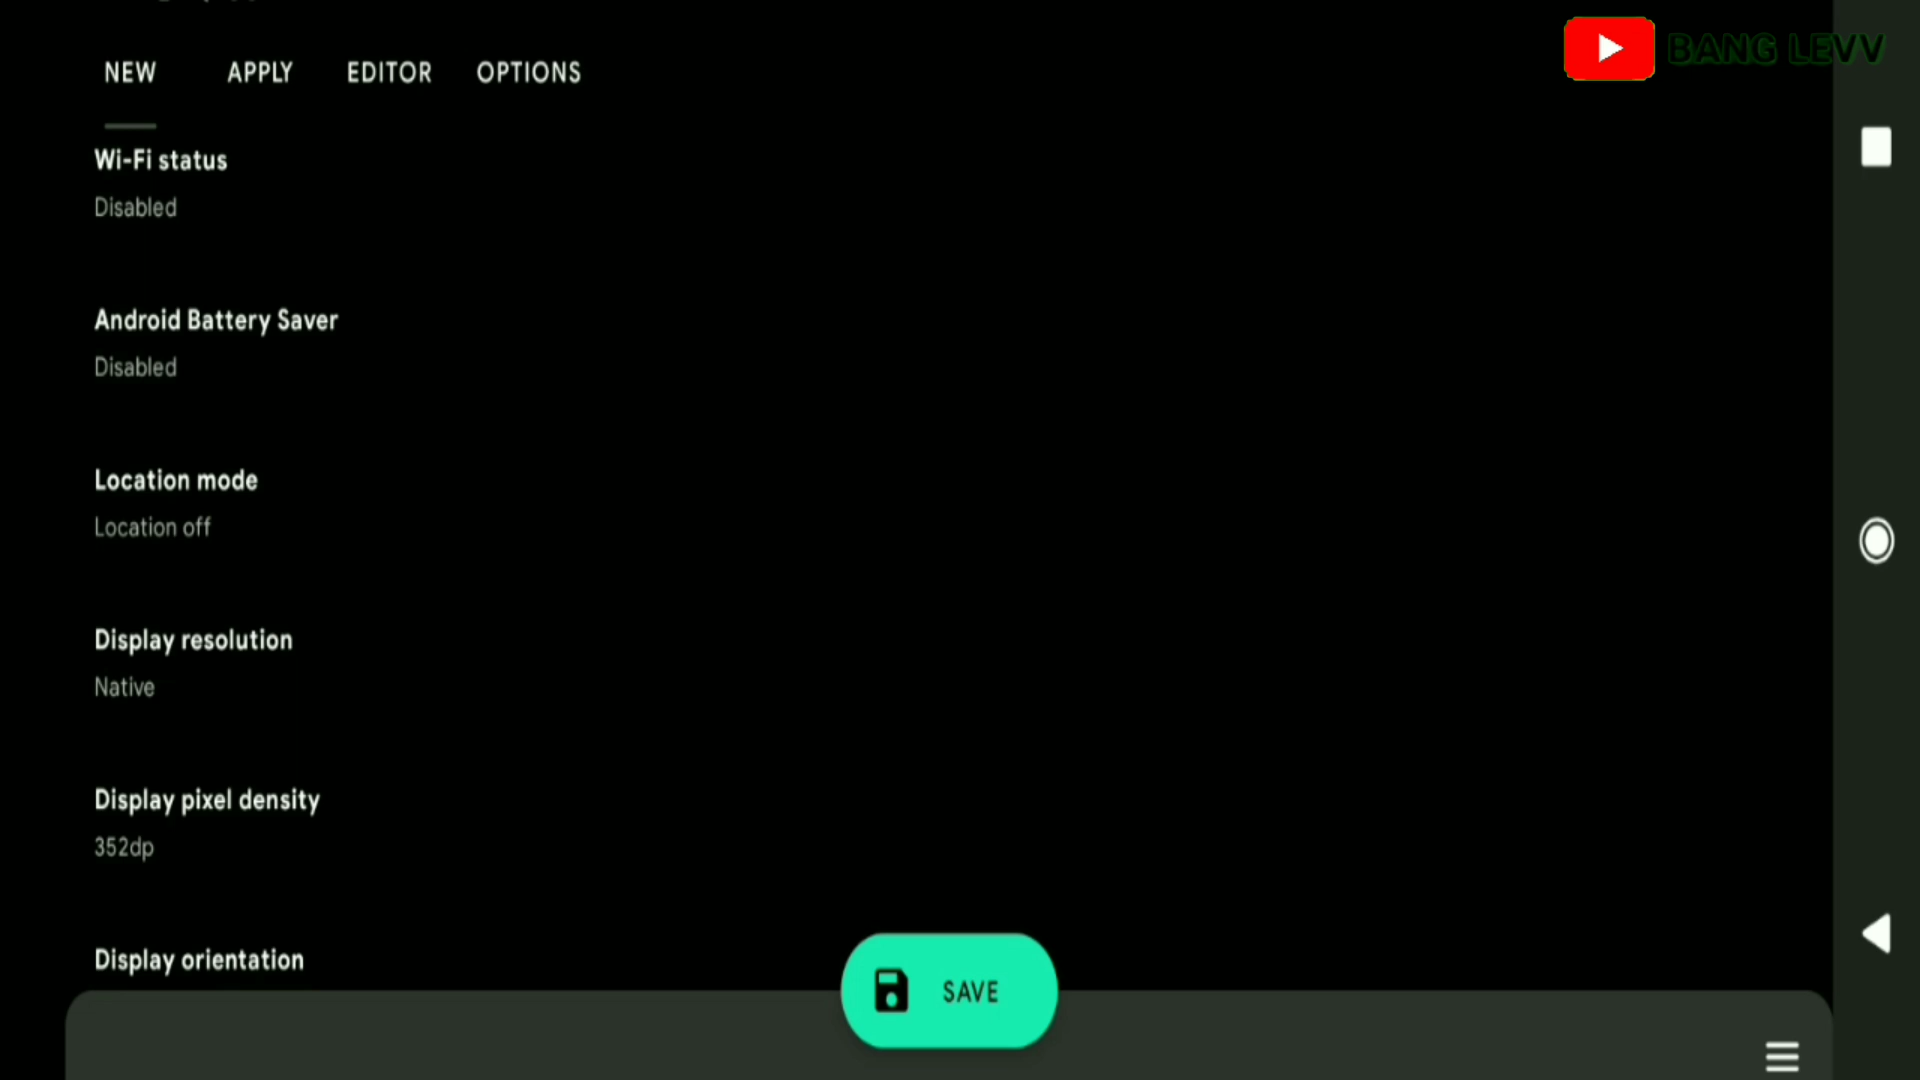 NEW APPLY EDITOR OPTIONS
BANG LEVV
Wi-Fi status
Disabled
Android Battery Saver
Disabled
Location mode
Location off
Display resolution
Native
Display pixel density
352dp
Display orientation
SAVE